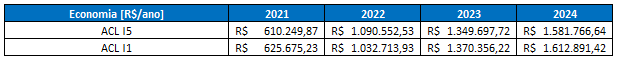 Economia [R$/ano] 2021 2022 2023 2024
ACL I5 R$ 610.249,87 R$ 1.090.552,53 R$ 1.349.697,72 R$ 1.581.766,64
ACL I1 R$ 625.675,23 R$ 1.032.713,93 R$ 1.370.356,22 R$ 1.612.891,42